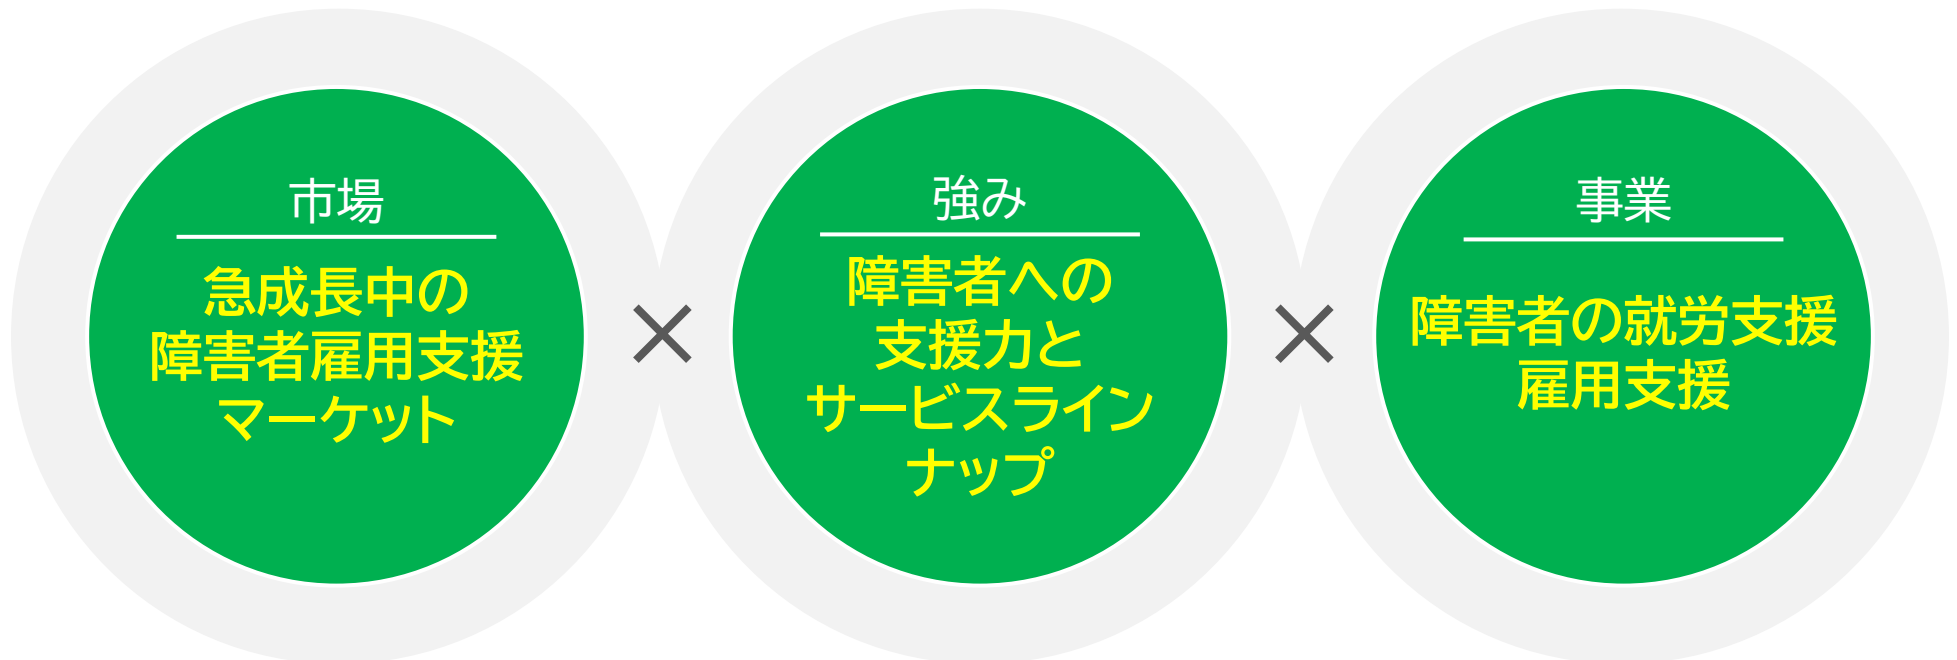 市場
急成長中の
障害者雇用支援
マーケット
×
強み
障害者への
支援力と
サービスライン
ナップ
×
事業
障害者の就労支援
雇用支援